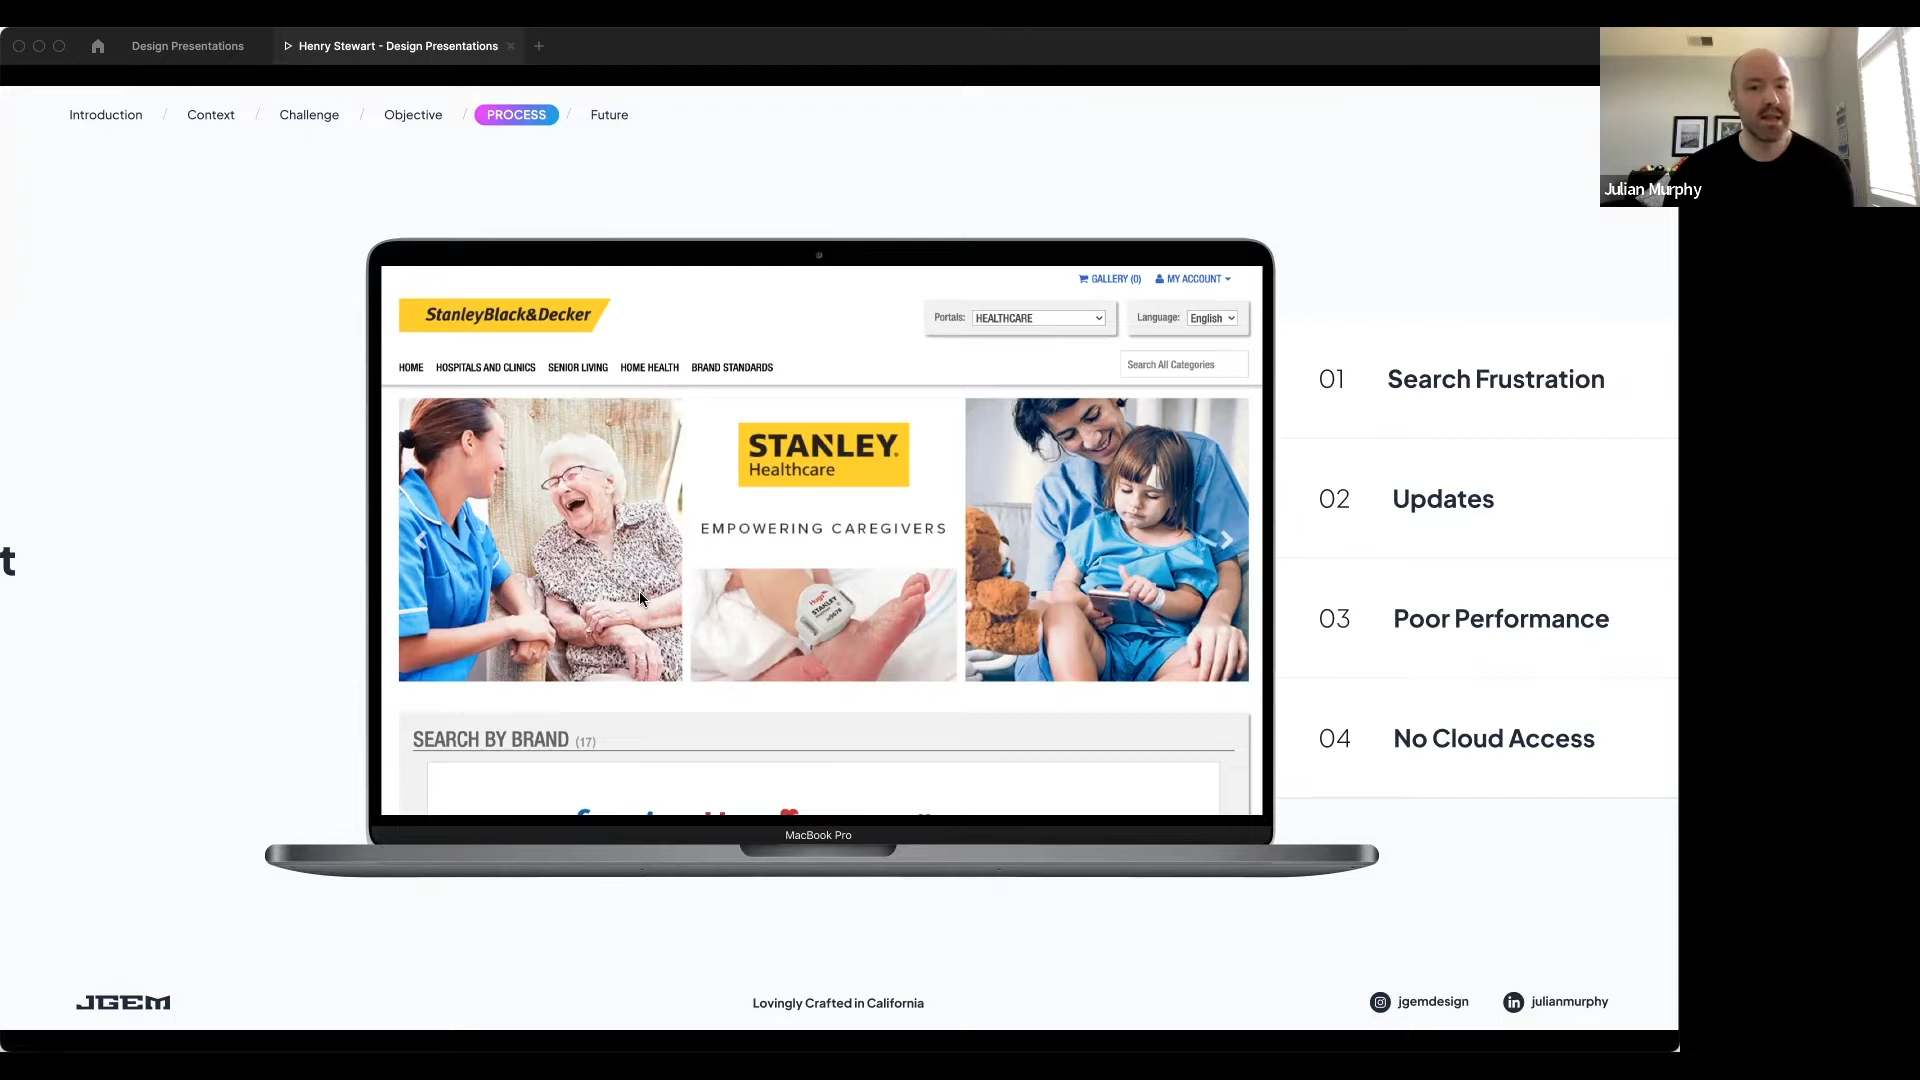 Design Presentations
Henry Stewart - Design Presentations
Introduction / Context / Challenge / Objective / PROCESS / Future
Julian Murphy
GALLERY (0) MY ACCOUNT
StanleyBlack&Decker
Portals: HEALTHCARE
Language: English
HOME HOSPITALS AND CLINICS SENIOR LIVING HOME HEALTH BRAND STANDARDS
Search All Categories
STANLEY.
Healthcare
EMPOWERING CAREGIVERS
Hugs
STANLEY
SEARCH BY BRAND (17)
MacBook Pro
t
01 Search Frustration
02 Updates
03 Poor Performance
04 No Cloud Access
JGEM
Lovingly Crafted in California
jgemdesign
in julianmurphy